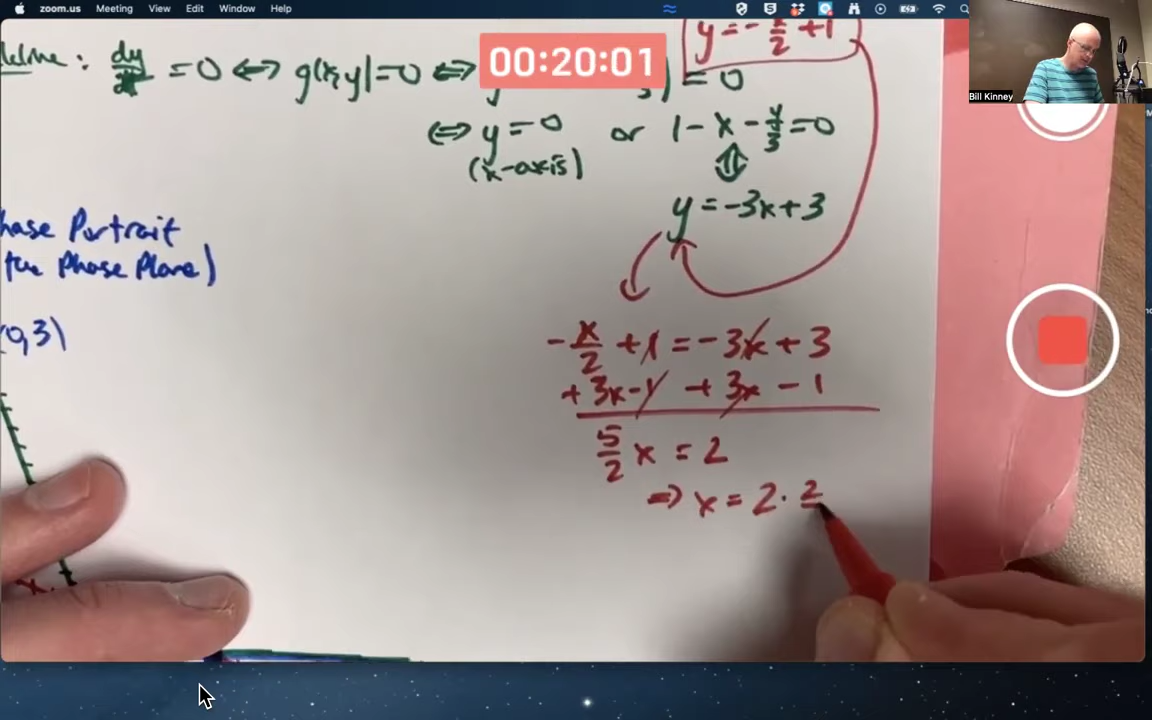 zoom.us Meeting View Edit Window Help
00:20:01
Bill Kinney
y = -x/2 + 1
: dy/dt = 0 ⟺ g(x,y) = 0 ⟺ y = 0
⟺ y = 0 or 1 - x - y/3 = 0
(x-axis) ⇕
y = -3x + 3
hase Portrait
the Phase Plane)
0,3)
-x/2 + 1 = -3x + 3
+ 3x - 1 + 3x - 1
5/2 x = 2
⇒ x = 2 · 2
x